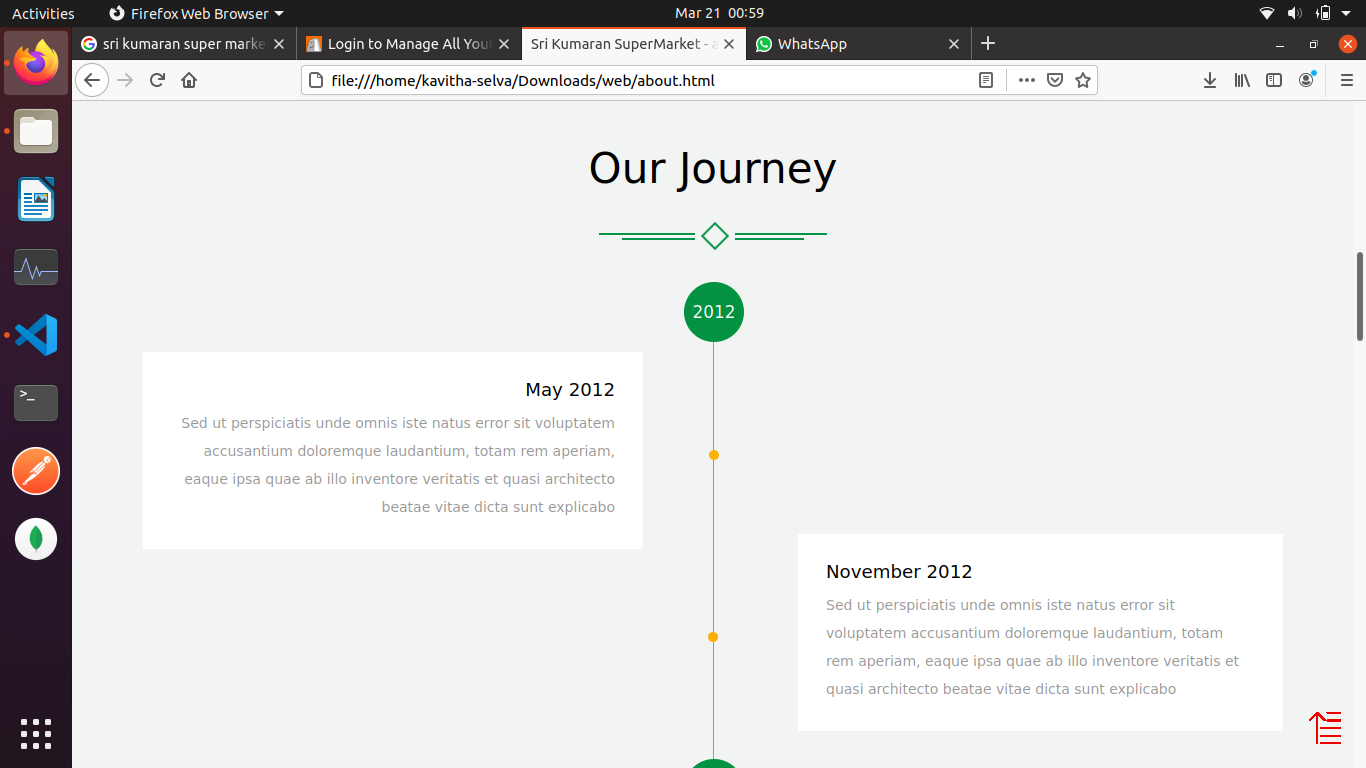 Activities
Firefox Web Browser
Mar 21 00:59
sri kumaran super marke
Login to Manage All You
Sri Kumaran SuperMarket - a
WhatsApp
file:///home/kavitha-selva/Downloads/web/about.html
Our Journey
2012
May 2012
Sed ut perspiciatis unde omnis iste natus error sit voluptatem
accusantium doloremque laudantium, totam rem aperiam,
eaque ipsa quae ab illo inventore veritatis et quasi architecto
beatae vitae dicta sunt explicabo
November 2012
Sed ut perspiciatis unde omnis iste natus error sit
voluptatem accusantium doloremque laudantium, totam
rem aperiam, eaque ipsa quae ab illo inventore veritatis et
quasi architecto beatae vitae dicta sunt explicabo